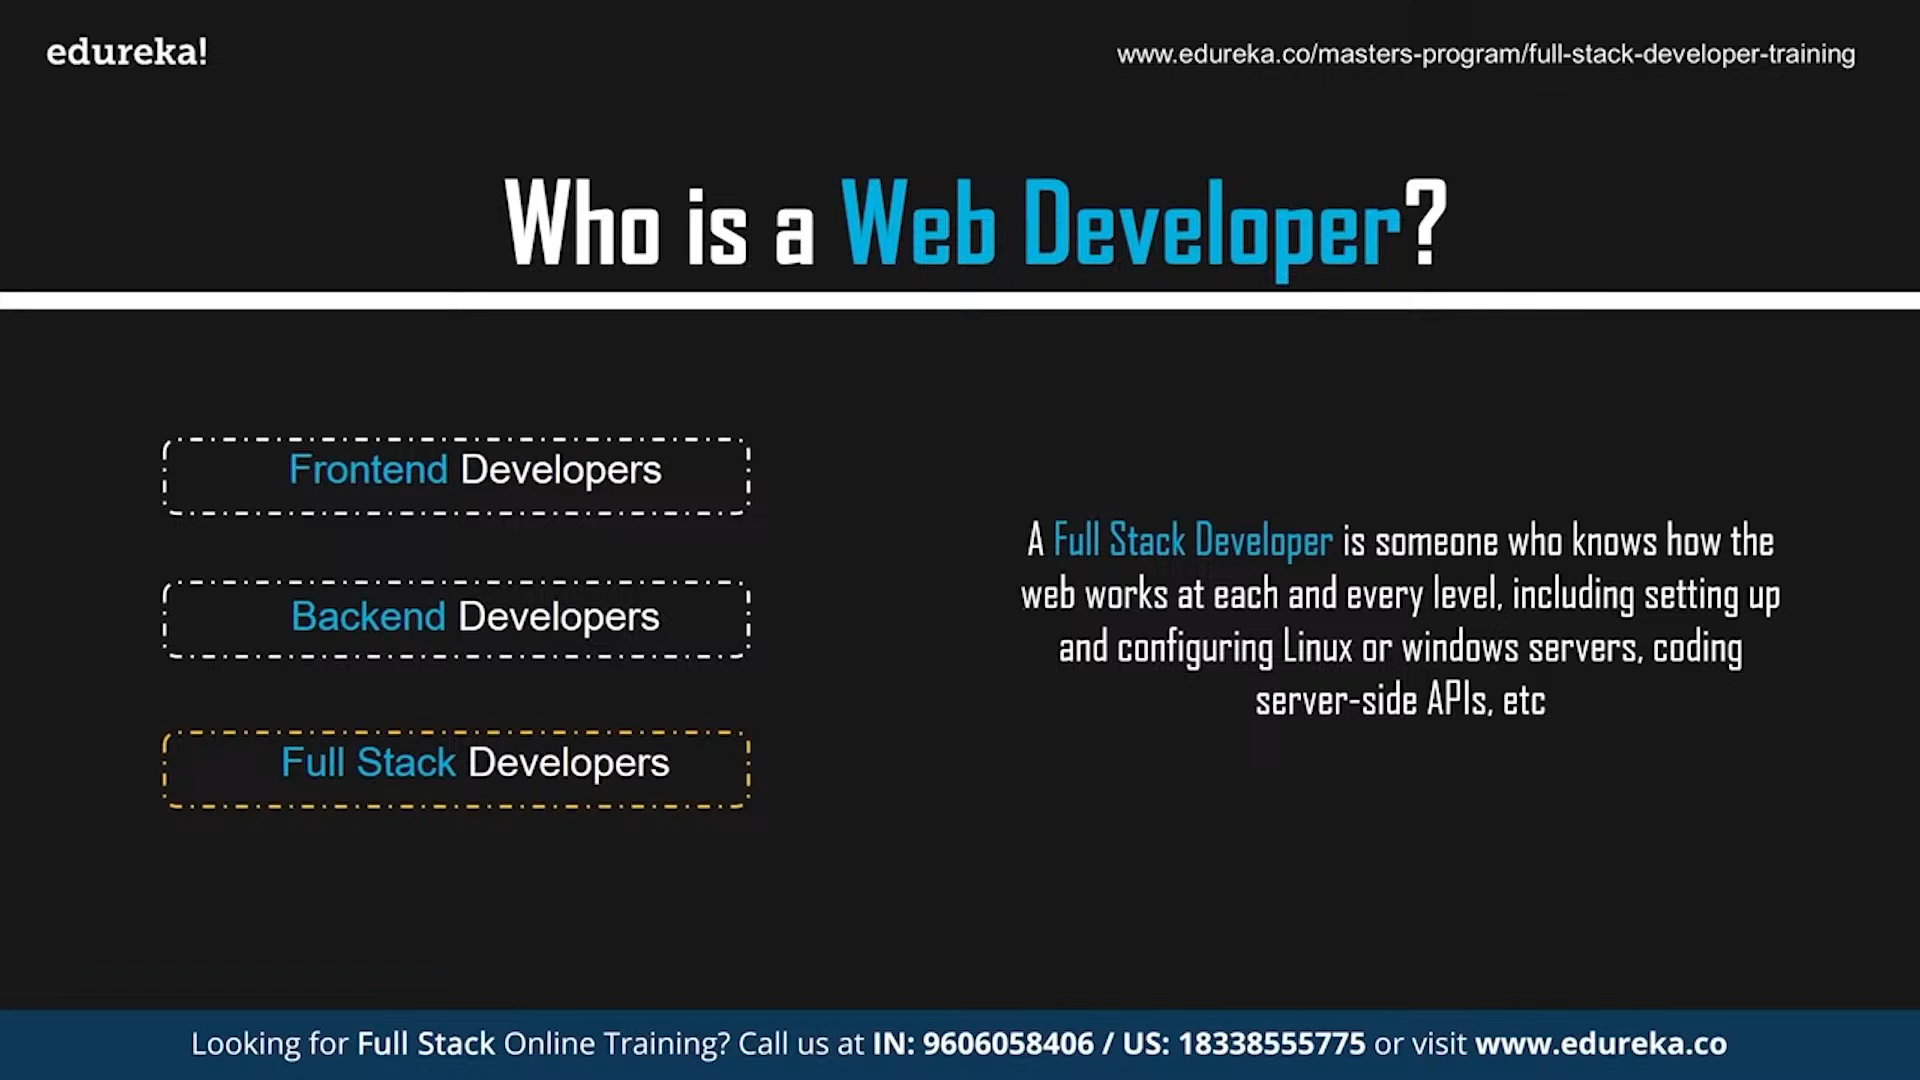 edureka!
www.edureka.co/masters-program/full-stack-developer-training
Who is a Web Developer?
Frontend Developers
Backend Developers
Full Stack Developers
A Full Stack Developer is someone who knows how the
web works at each and every level, including setting up
and configuring Linux or windows servers, coding
server-side APIs, etc
Looking for Full Stack Online Training? Call us at IN: 9606058406 / US: 18338555775 or visit www.edureka.co